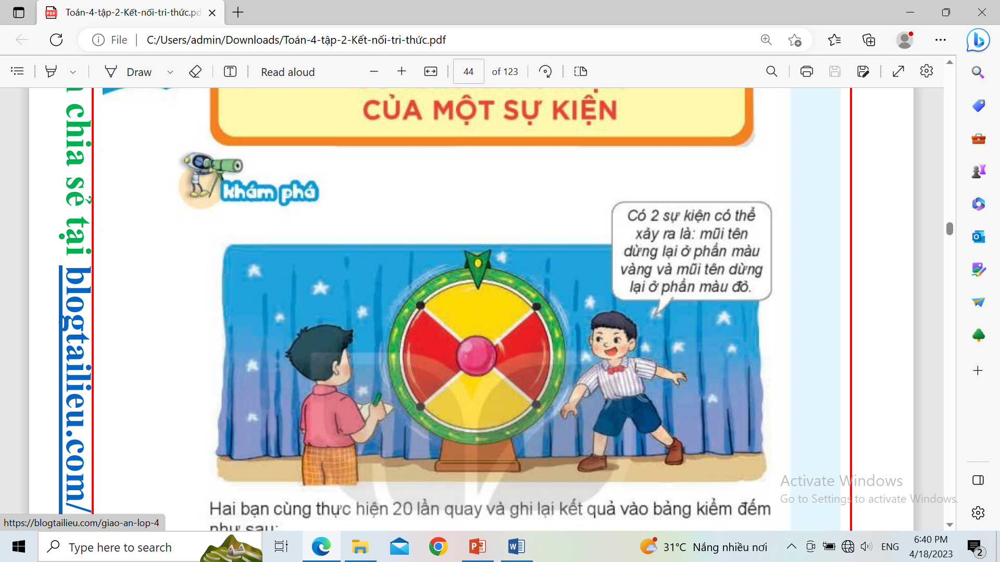 Toán-4-tập-2-Kết-nối-tri-thức.pd
File
C:/Users/admin/Downloads/Toán-4-tập-2-Kết-nối-tri-thức.pdf
Draw
Read aloud
44 of 123
chia sẻ tại blogtailieu.com/
CỦA MỘT SỰ KIỆN
Khám phá
Có 2 sự kiện có thể
xảy ra là: mũi tên
dừng lại ở phần màu
vàng và mũi tên dừng
lại ở phần màu đỏ.
Hai bạn cùng thực hiện 20 lần quay và ghi lại kết quả vào bảng kiểm đếm
như sau:
Activate Windows
Go to Settings to activate Windows.
https://blogtailieu.com/giao-an-lop-4
Type here to search
31°C Nắng nhiều nơi
ENG
6:40 PM
4/18/2023
2